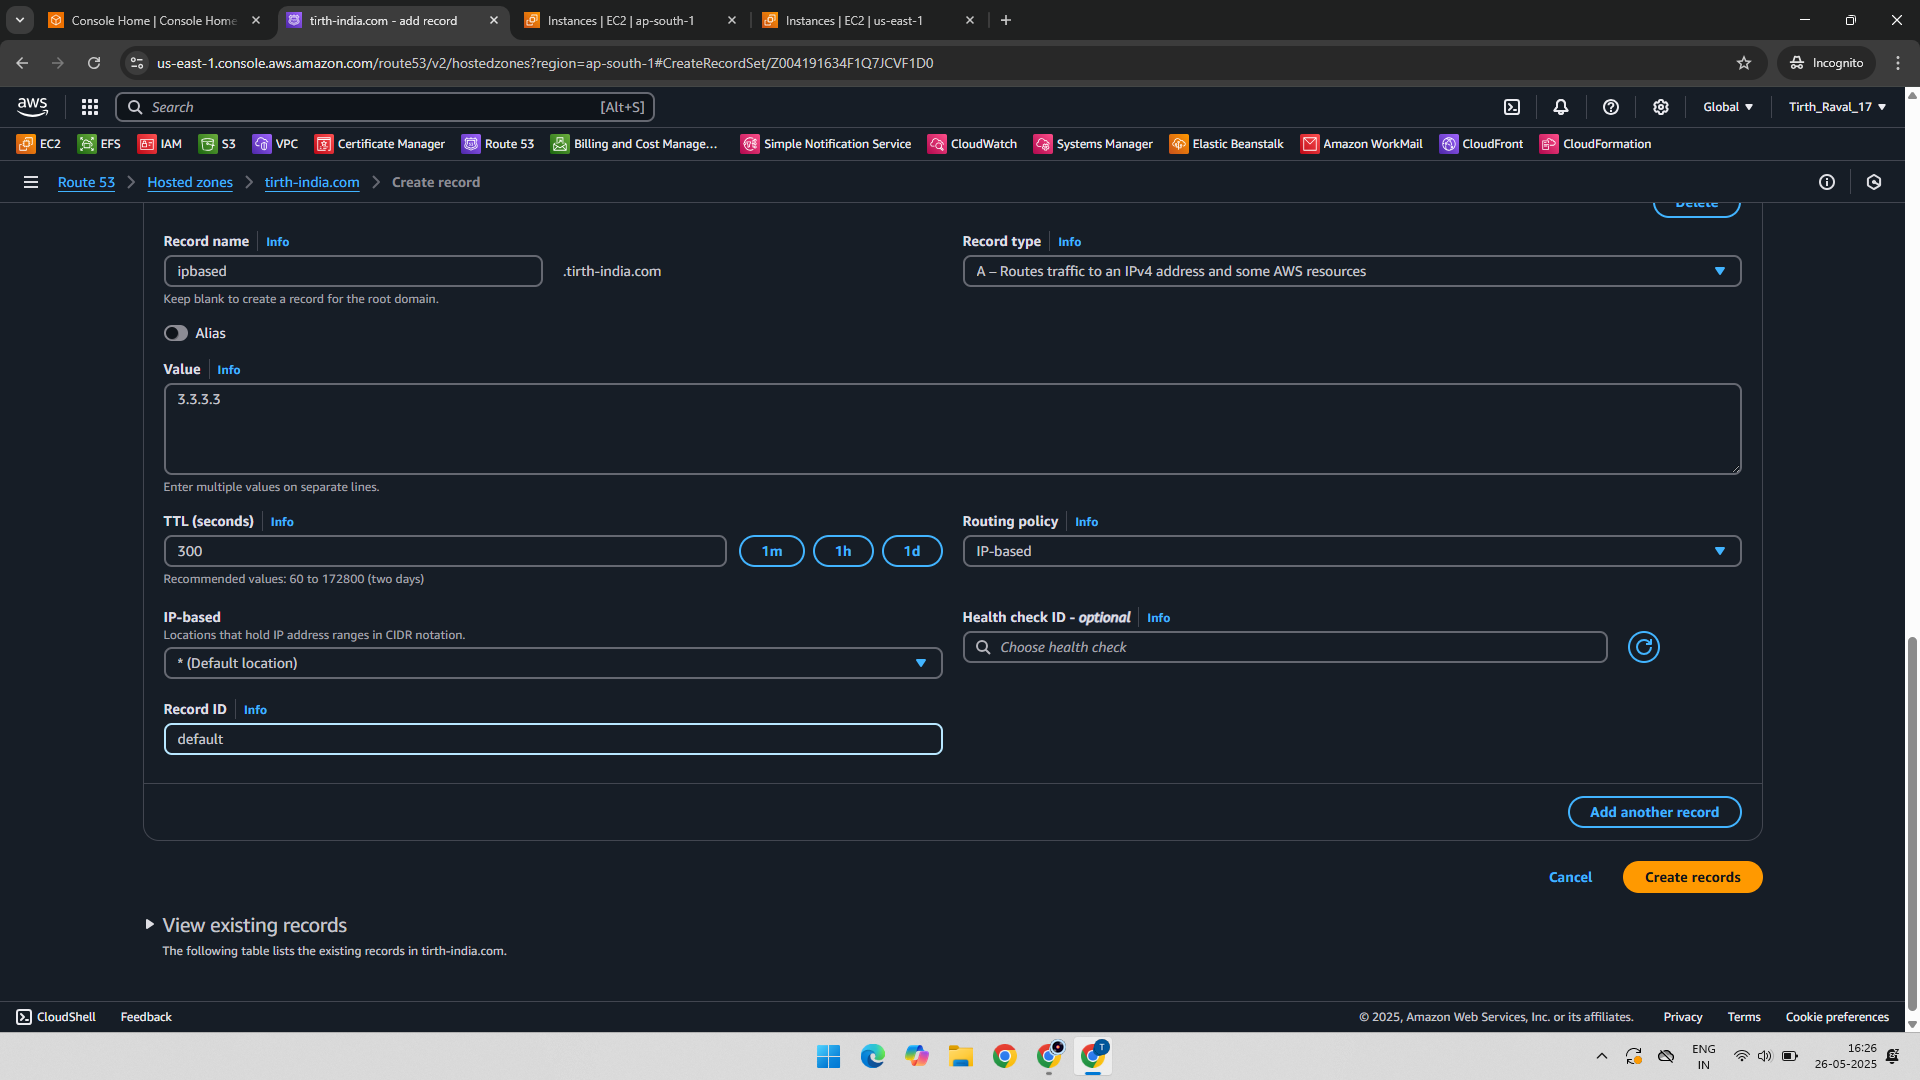 Console Home | Console Home
tirth-india.com - add record
Instances | EC2 | ap-south-1
Instances | EC2 | us-east-1
us-east-1.console.aws.amazon.com/route53/v2/hostedzones?region=ap-south-1#CreateRecordSet/Z004191634F1Q7JCVF1D0
Incognito
aws
Search
[Alt+S]
Global
Tirth_Raval_17
EC2
EFS
IAM
S3
VPC
Certificate Manager
Route 53
Billing and Cost Manage...
Simple Notification Service
CloudWatch
Systems Manager
Elastic Beanstalk
Amazon WorkMail
CloudFront
CloudFormation
Route 53
Hosted zones
tirth-india.com
Create record
Delete
Record name
Info
ipbased
.tirth-india.com
Keep blank to create a record for the root domain.
Record type
Info
A – Routes traffic to an IPv4 address and some AWS resources
Alias
Value
Info
3.3.3.3
Enter multiple values on separate lines.
TTL (seconds)
Info
300
1m
1h
1d
Recommended values: 60 to 172800 (two days)
Routing policy
Info
IP-based
IP-based
Locations that hold IP address ranges in CIDR notation.
* (Default location)
Health check ID - optional
Info
Choose health check
Record ID
Info
default
Add another record
Cancel
Create records
View existing records
The following table lists the existing records in tirth-india.com.
CloudShell
Feedback
© 2025, Amazon Web Services, Inc. or its affiliates.
Privacy
Terms
Cookie preferences
T
ENG
IN
16:26
26-05-2025